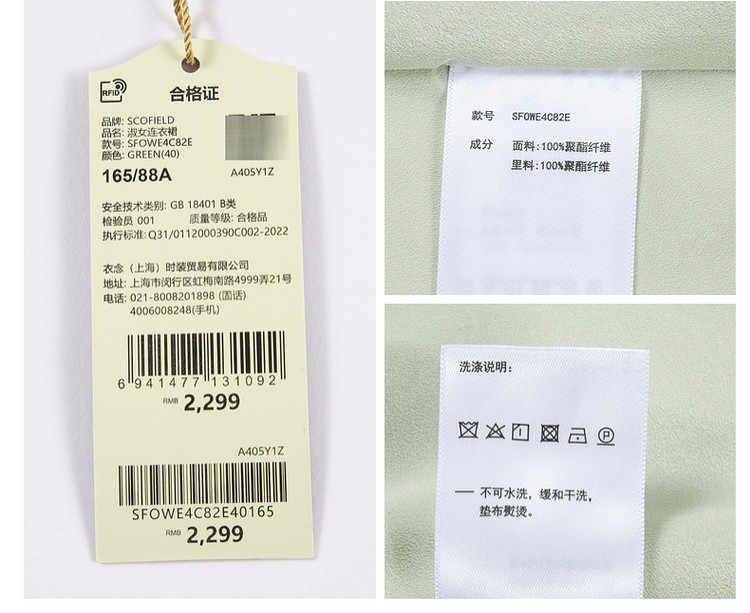 RFID
合格证
品牌: SCOFIELD
品名: 淑女连衣裙
款号: SFOWE4C82E
颜色: GREEN(40)
165/88A
A405Y1Z
安全技术类别: GB 18401 B类
检验员 001 质量等级: 合格品
执行标准: Q31/0112000390C002-2022
衣念（上海）时装贸易有限公司
地址: 上海市闵行区虹梅南路4999弄21号
电话: 021-8008201898 (固话)
4006008248(手机)
6 941477 131092
RMB 2,299
A405Y1Z
SFOWE4C82E40165
RMB 2,299
款号 SFOWE4C82E
成分 面料:100%聚酯纤维
里料:100%聚酯纤维
洗涤说明:
P
— 不可水洗，缓和干洗，
垫布熨烫。